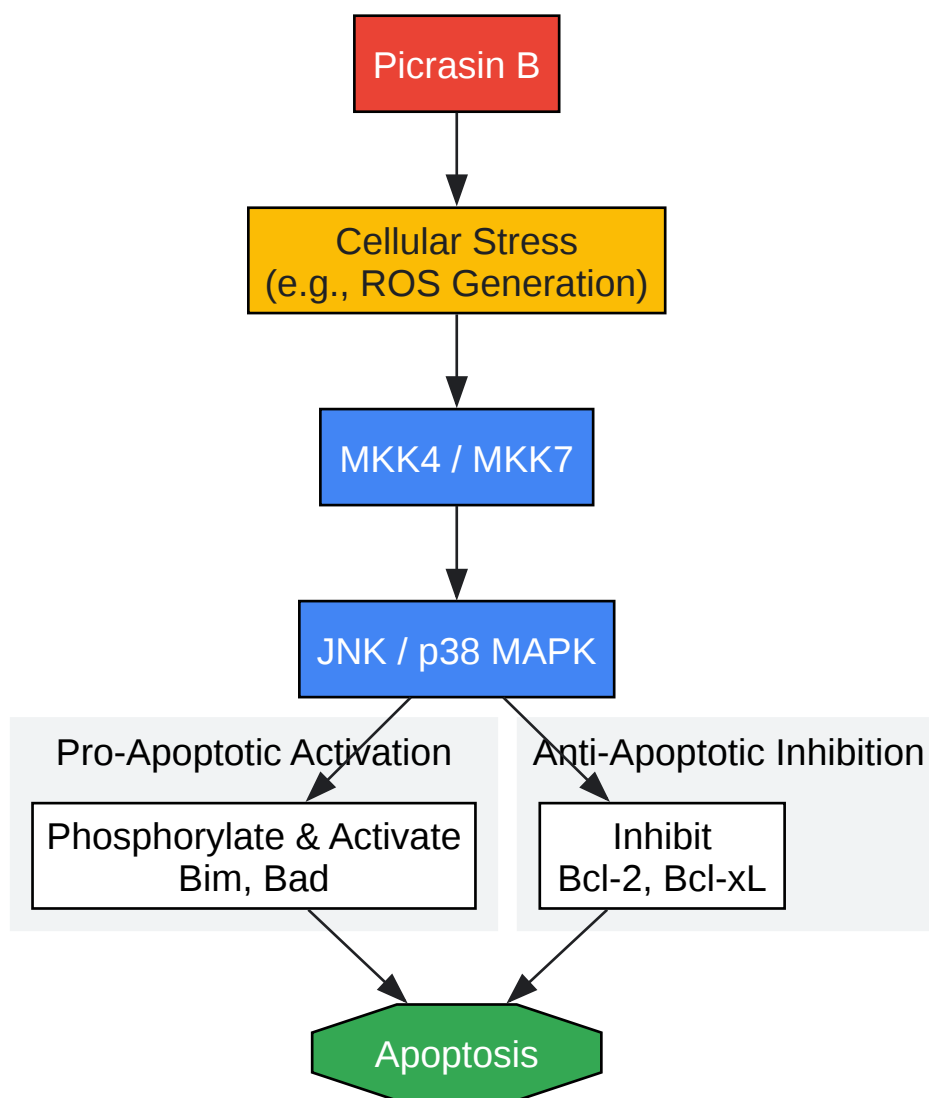 Picrasin B
Cellular Stress
(e.g., ROS Generation)
MKK4 / MKK7
JNK / p38 MAPK
Pro-Apoptotic Activation
Phosphorylate & Activate
Bim, Bad
Anti-Apoptotic Inhibition
Inhibit
Bcl-2, Bcl-xL
Apoptosis